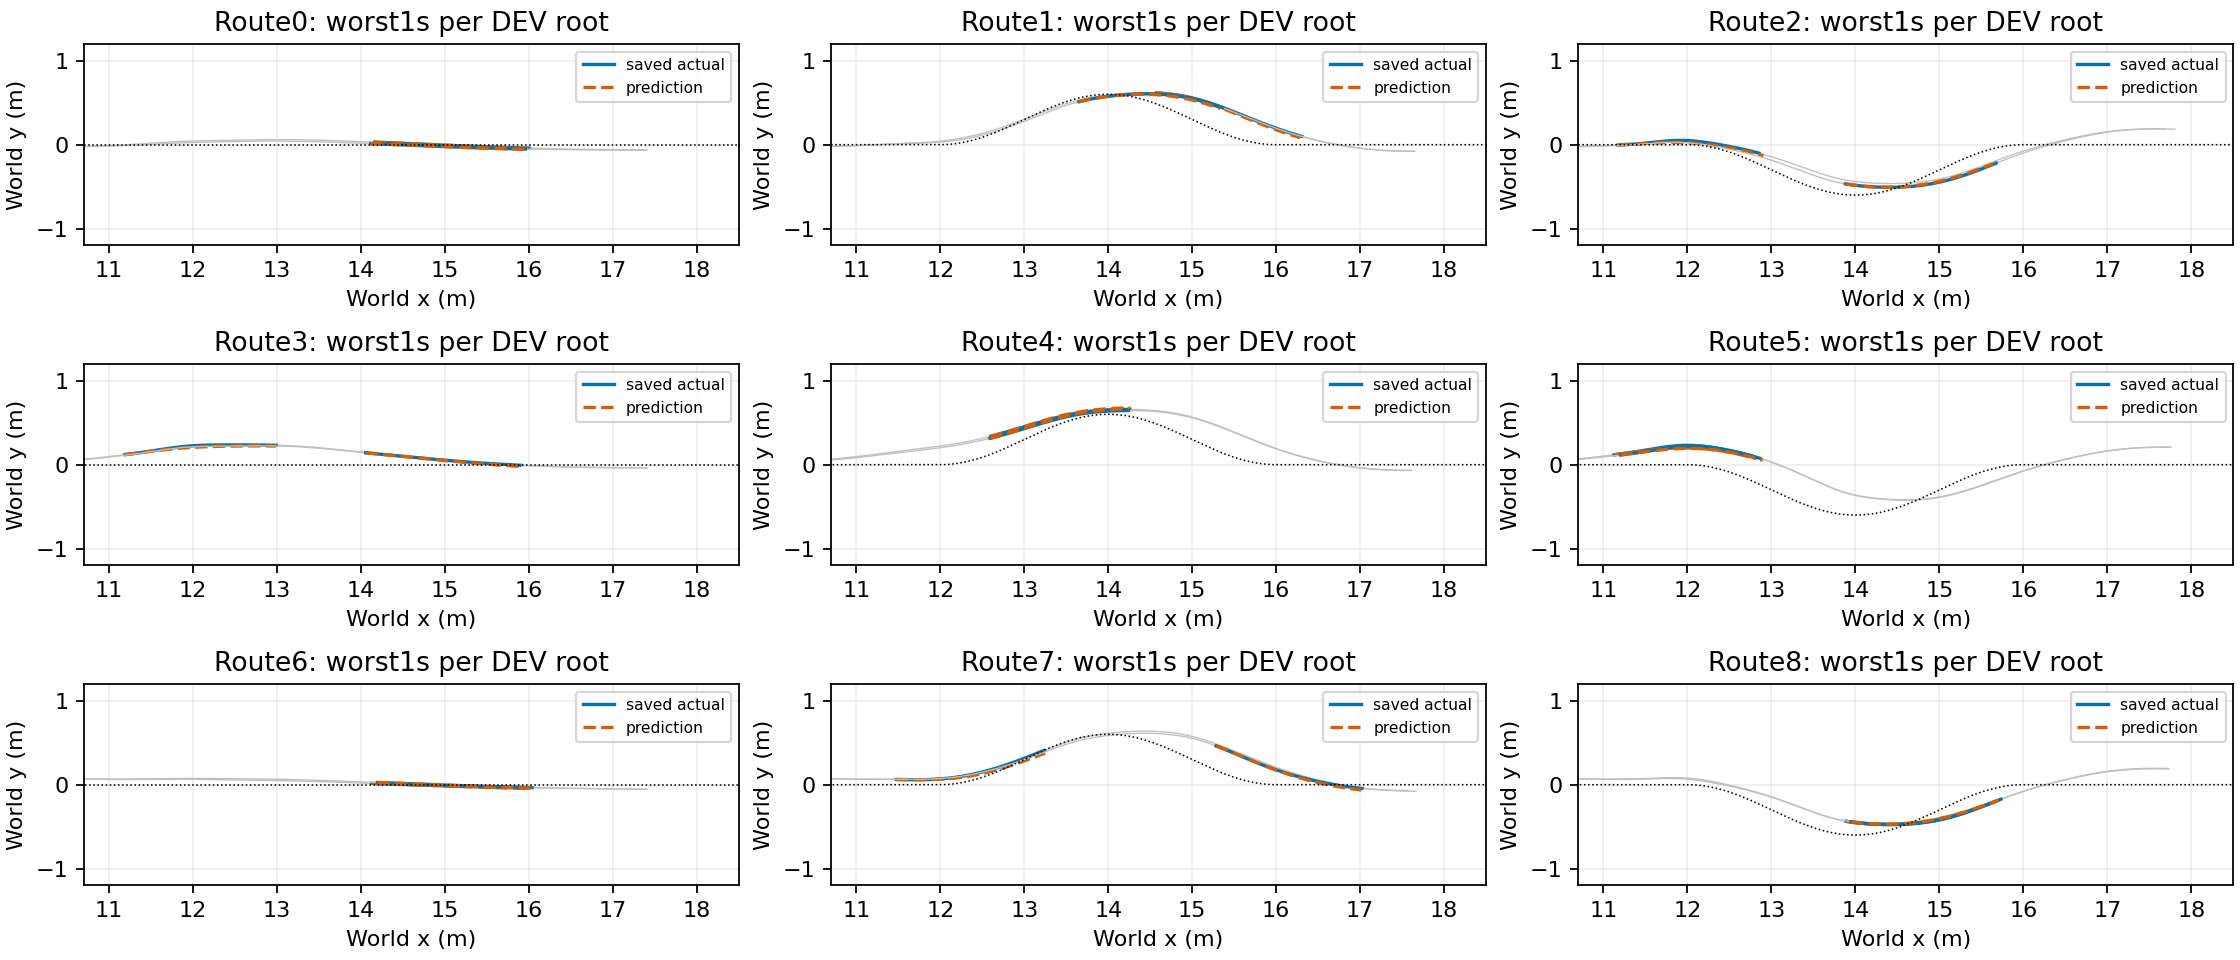 Route0: worst1s per DEV root
World y (m)
1
0
−1
saved actual
prediction
11 12 13 14 15 16 17 18
World x (m)
Route1: worst1s per DEV root
World y (m)
1
0
−1
saved actual
prediction
11 12 13 14 15 16 17 18
World x (m)
Route2: worst1s per DEV root
World y (m)
1
0
−1
saved actual
prediction
11 12 13 14 15 16 17 18
World x (m)
Route3: worst1s per DEV root
World y (m)
1
0
−1
saved actual
prediction
11 12 13 14 15 16 17 18
World x (m)
Route4: worst1s per DEV root
World y (m)
1
0
−1
saved actual
prediction
11 12 13 14 15 16 17 18
World x (m)
Route5: worst1s per DEV root
World y (m)
1
0
−1
saved actual
prediction
11 12 13 14 15 16 17 18
World x (m)
Route6: worst1s per DEV root
World y (m)
1
0
−1
saved actual
prediction
11 12 13 14 15 16 17 18
World x (m)
Route7: worst1s per DEV root
World y (m)
1
0
−1
saved actual
prediction
11 12 13 14 15 16 17 18
World x (m)
Route8: worst1s per DEV root
World y (m)
1
0
−1
saved actual
prediction
11 12 13 14 15 16 17 18
World x (m)